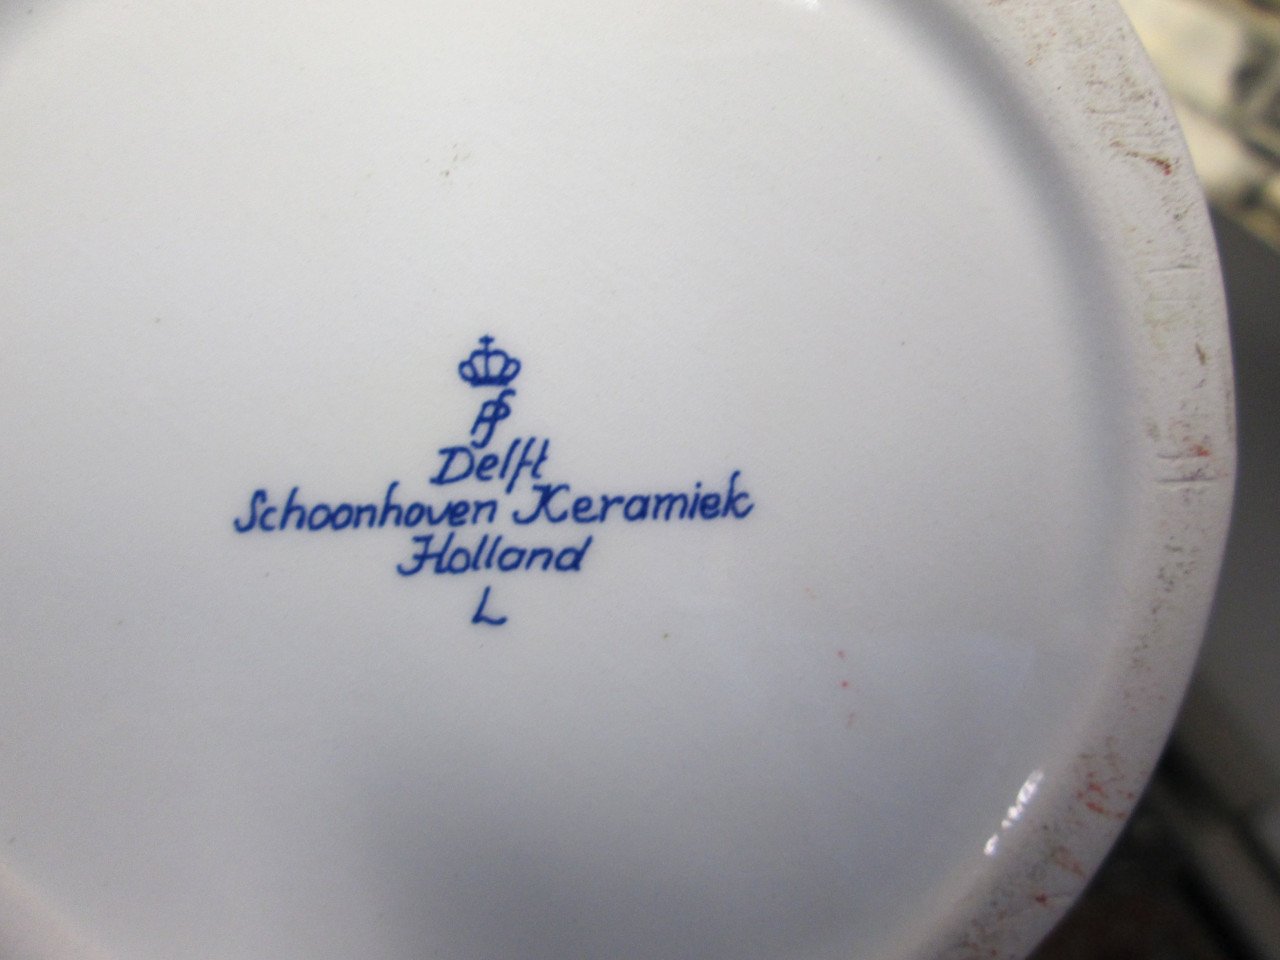 Delft
Schoonhoven Keramiek
Holland
L